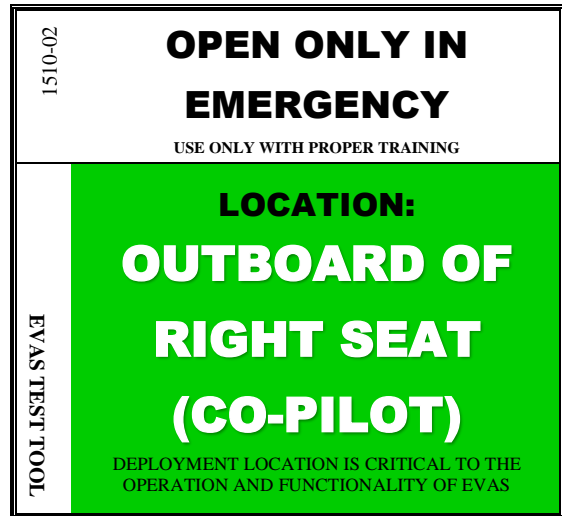 1510-02
OPEN ONLY IN
EMERGENCY
USE ONLY WITH PROPER TRAINING
EVAS TEST TOOL
LOCATION:
OUTBOARD OF
RIGHT SEAT
(CO-PILOT)
DEPLOYMENT LOCATION IS CRITICAL TO THE
OPERATION AND FUNCTIONALITY OF EVAS